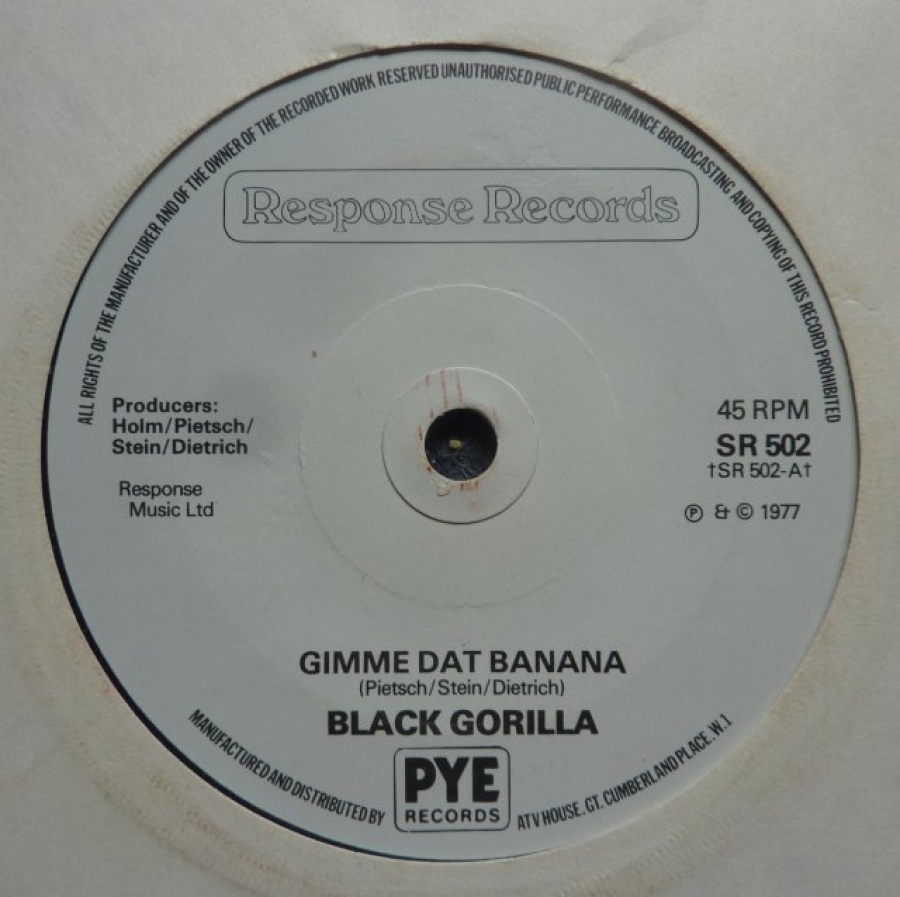 ALL RIGHTS OF THE MANUFACTURER AND OF THE OWNER OF THE RECORDED WORK RESERVED UNAUTHORISED PUBLIC PERFORMANCE BROADCASTING AND COPYING OF THIS RECORD PROHIBITED
Response Records
Producers:
Holm/Pietsch/
Stein/Dietrich
Response
Music Ltd
45 RPM
SR 502
†SR 502-A†
Ⓟ & © 1977
GIMME DAT BANANA
(Pietsch/Stein/Dietrich)
BLACK GORILLA
MANUFACTURED AND DISTRIBUTED BY
PYE
RECORDS
ATV HOUSE. GT. CUMBERLAND PLACE. W.1